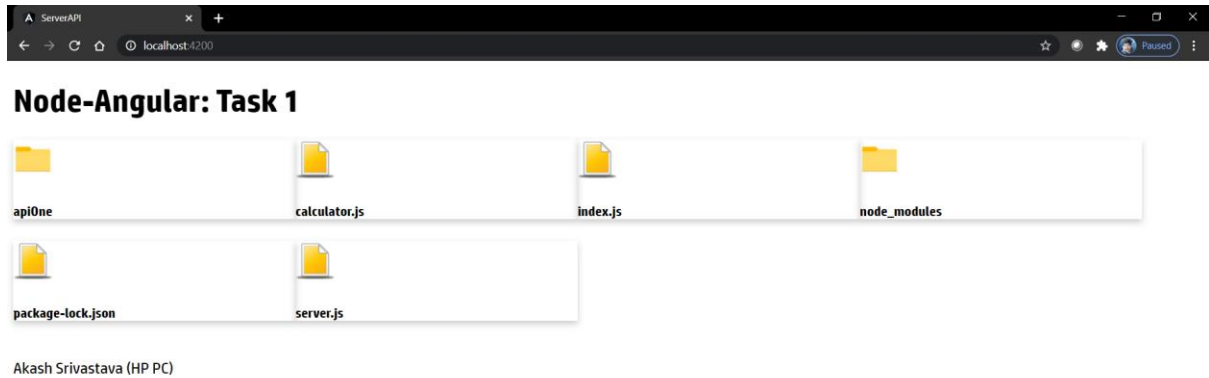 ServerAPI
localhost:4200
Paused
Node-Angular: Task 1
apiOne calculator.js index.js node_modules
package-lock.json server.js
Akash Srivastava (HP PC)